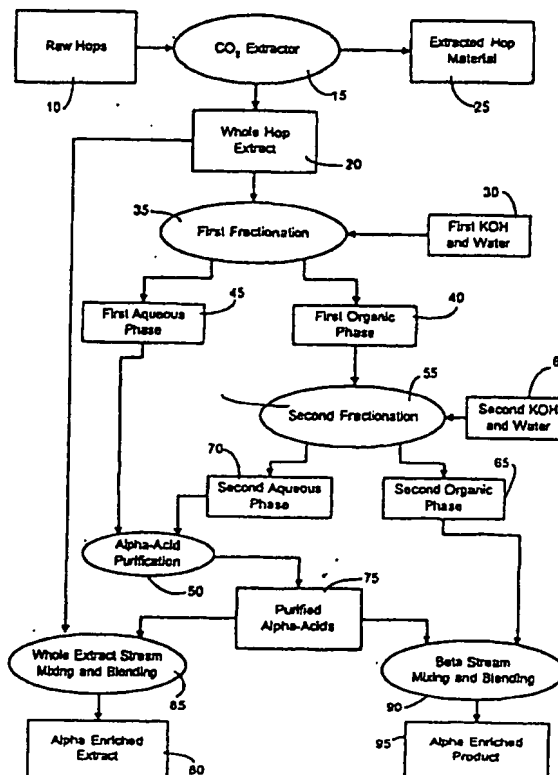 Raw Hops
10
CO₂ Extractor
15
Extracted Hop
Material
25
Whole Hop
Extract
20
35
First Fractionation
30
First KOH
and Water
45
First Aqueous
Phase
40
First Organic
Phase
55
Second Fractionation
6
Second KOH
and Water
70
Second Aqueous
Phase
65
Second Organic
Phase
Alpha-Acid
Purification
50
75
Purified
Alpha-Acids
Whole Extract Stream
Mixing and Blending
85
Beta Stream
Mixing and Blending
90
Alpha Enriched
Extract
80
95
Alpha Enriched
Product